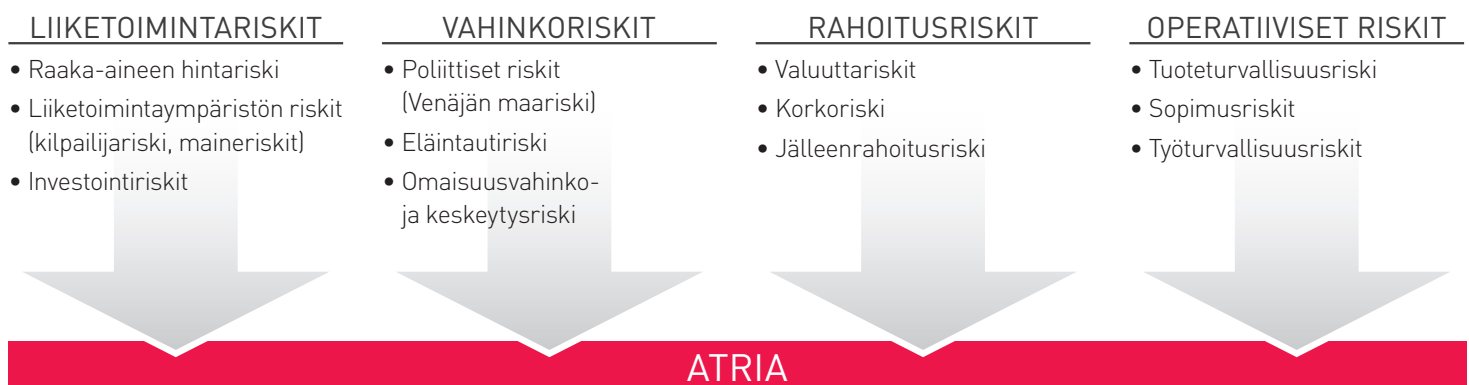 LIIKETOIMINTARISKIT
• Raaka-aineen hintariski
• Liiketoimintaympäristön riskit
(kilpailijariski, maineriskit)
• Investointiriskit
VAHINKORISKIT
• Poliittiset riskit
(Venäjän maariski)
• Eläintautiriski
• Omaisuusvahinko-
ja keskeytysriski
RAHOITUSRISKIT
• Valuuttariskit
• Korkoriski
• Jälleenrahoitusriski
OPERATIIVISET RISKIT
• Tuoteturvallisuusriski
• Sopimusriskit
• Työturvallisuusriskit
ATRIA